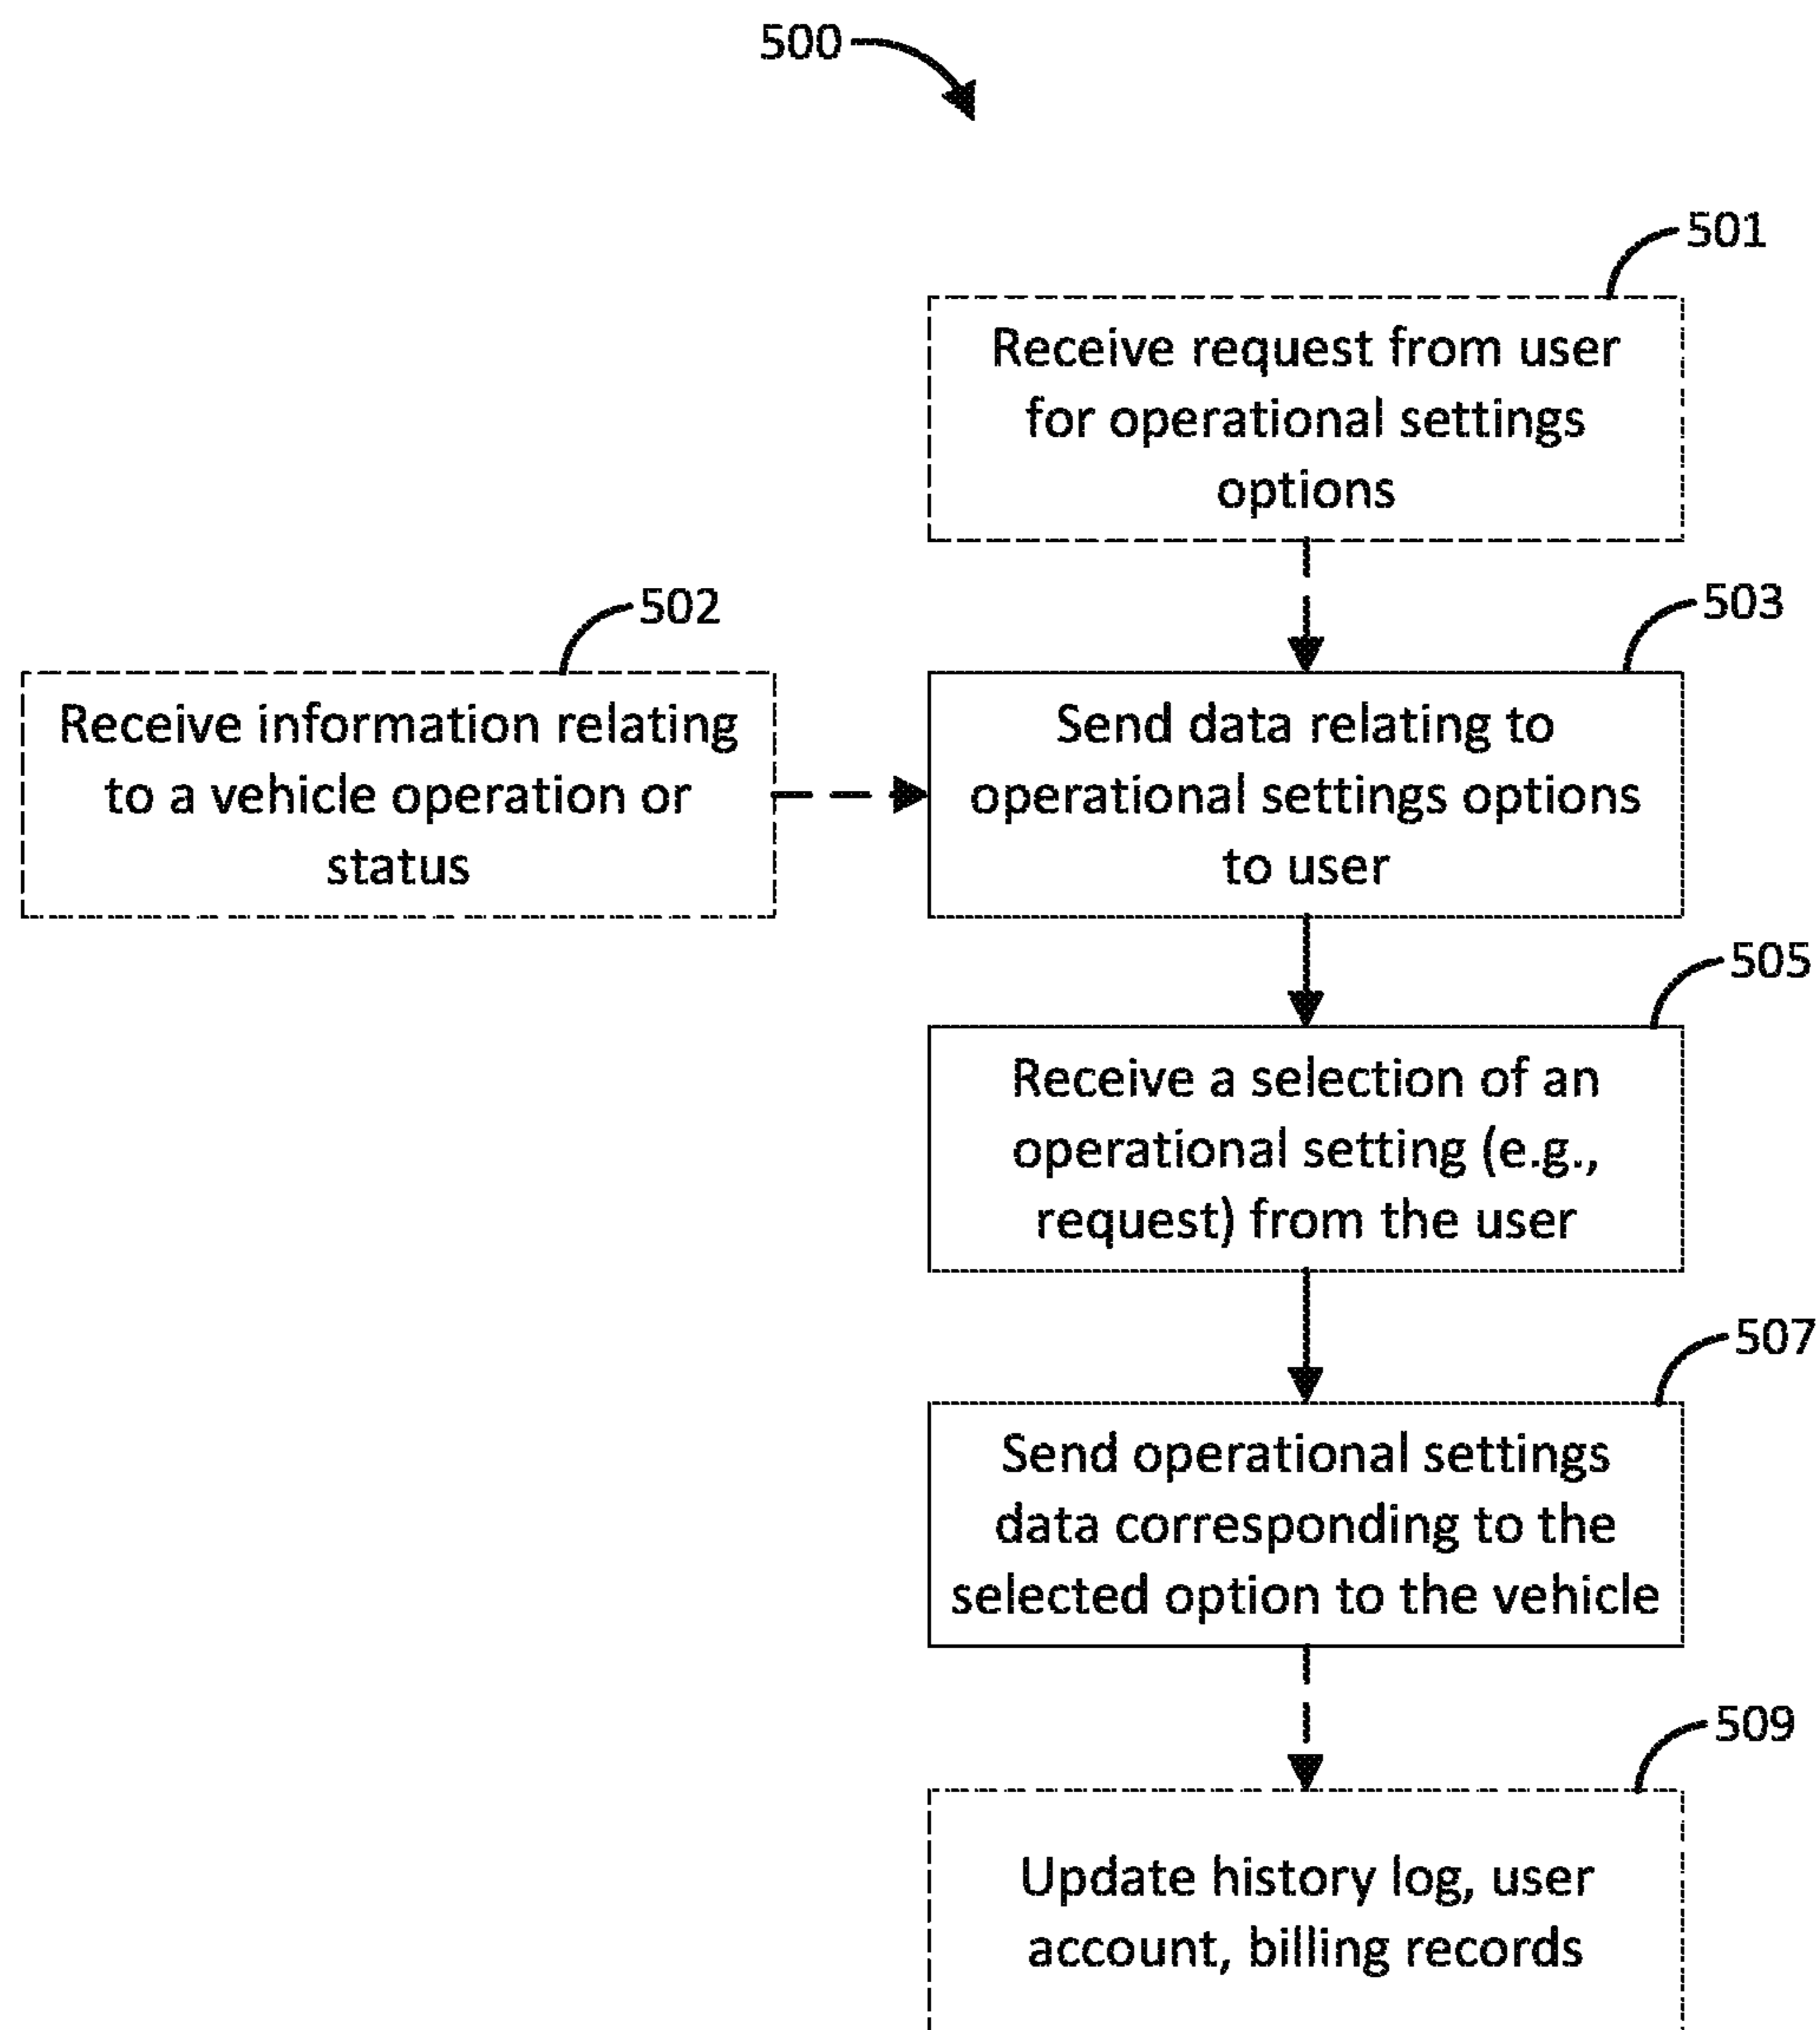 500
501
Receive request from user
for operational settings
options
502
Receive information relating
to a vehicle operation or
status
503
Send data relating to
operational settings options
to user
505
Receive a selection of an
operational setting (e.g.,
request) from the user
507
Send operational settings
data corresponding to the
selected option to the vehicle
509
Update history log, user
account, billing records